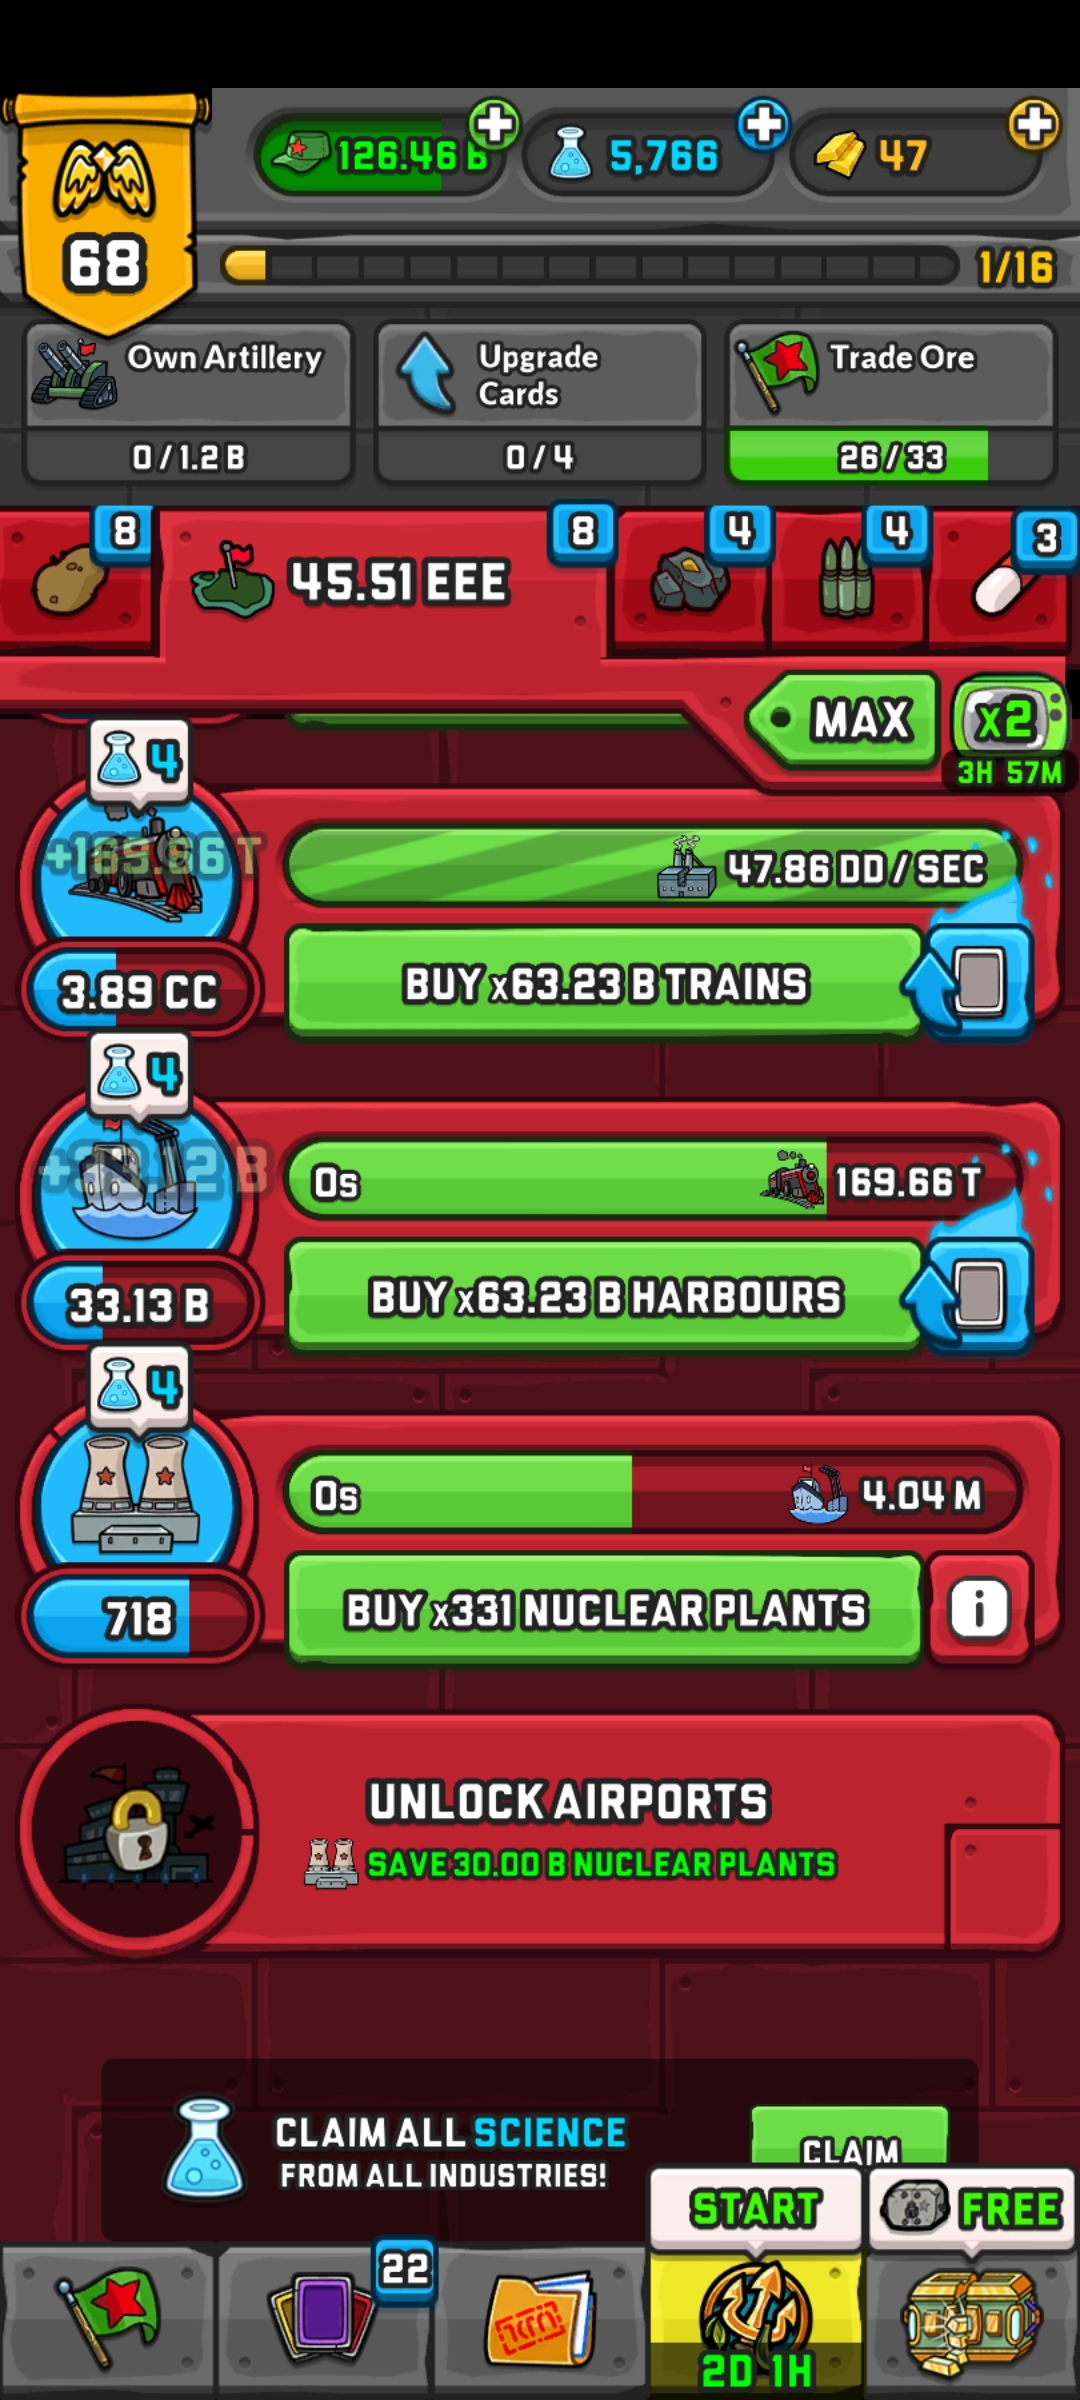 126.46 B
5,766
47
68
1/16
Own Artillery
0/1.2 B
Upgrade
Cards
0/4
Trade Ore
26/33
8
45.51 EEE
8
4
4
3
MAX
x2
3H 57M
4
+169.66 T
47.86 DD / SEC
3.89 CC
BUY x63.23 B TRAINS
4
0s
169.66 T
33.13 B
BUY x63.23 B HARBOURS
4
0s
4.04 M
718
BUY x331 NUCLEAR PLANTS
i
UNLOCK AIRPORTS
SAVE 30.00 B NUCLEAR PLANTS
CLAIM ALL SCIENCE
FROM ALL INDUSTRIES!
CLAIM
START
FREE
22
2D 1H